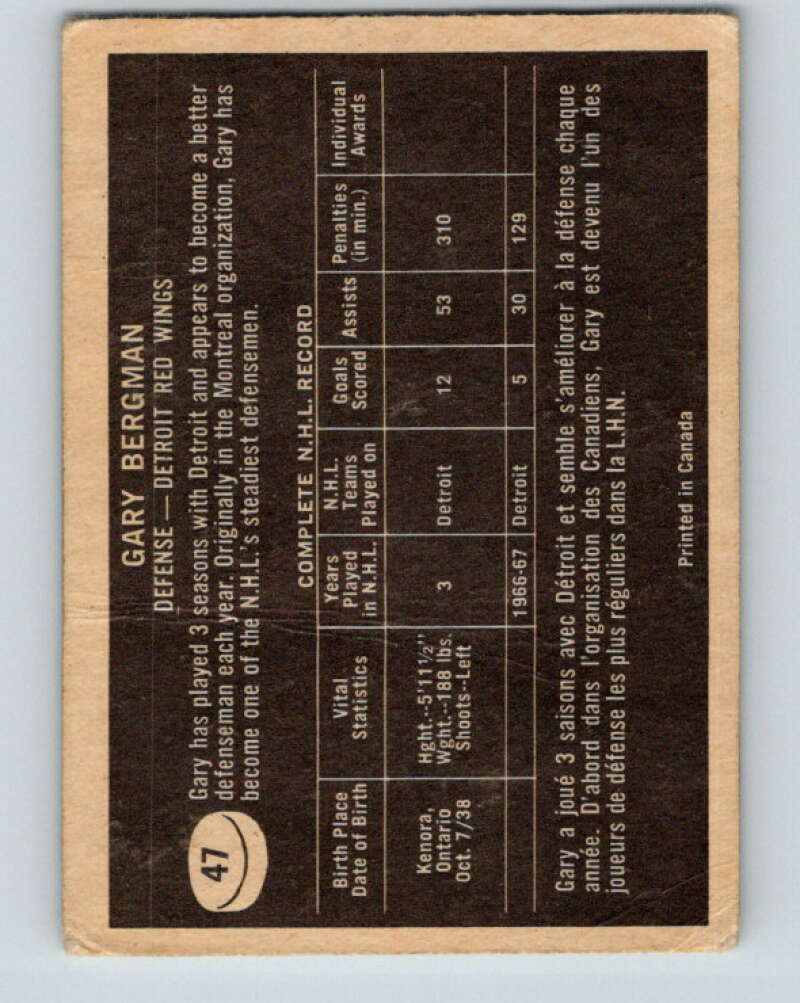 GARY BERGMAN
DEFENSE — DETROIT RED WINGS
47
Gary has played 3 seasons with Detroit and appears to become a better
defenseman each year. Originally in the Montreal organization, Gary has
become one of the N.H.L.'s steadiest defensemen.
COMPLETE N.H.L. RECORD
Birth Place
Date of Birth
Vital
Statistics
Years
Played
in N.H.L.
N.H.L.
Teams
Played on
Goals
Scored
Assists
Penalties
(in min.)
Individual
Awards
Kenora,
Ontario
Oct. 7/38
Hght.--5'11½"
Wght.--188 lbs.
Shoots--Left
3
Detroit
12
53
310
1966-67
Detroit
5
30
129
Gary a joué 3 saisons avec Détroit et semble s'améliorer à la défense chaque
année. D'abord dans l'organisation des Canadiens, Gary est devenu l'un des
joueurs de défense les plus réguliers dans la L.H.N.
Printed in Canada